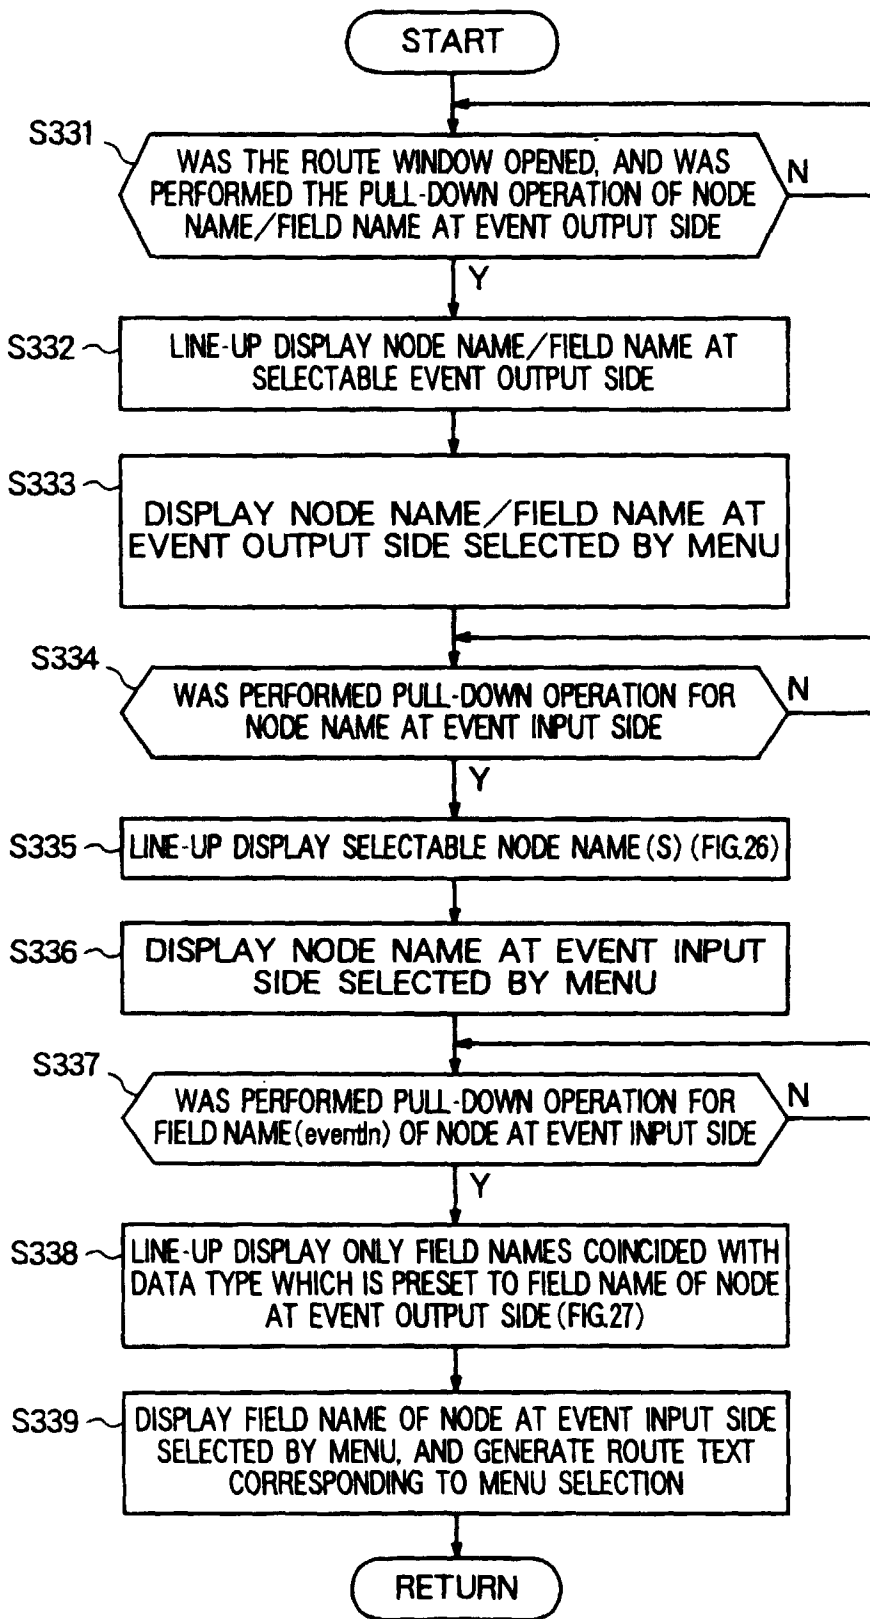 START
S331
WAS THE ROUTE WINDOW OPENED, AND WAS
PERFORMED THE PULL-DOWN OPERATION OF NODE
NAME/FIELD NAME AT EVENT OUTPUT SIDE
N
Y
S332
LINE-UP DISPLAY NODE NAME/FIELD NAME AT
SELECTABLE EVENT OUTPUT SIDE
S333
DISPLAY NODE NAME/FIELD NAME AT
EVENT OUTPUT SIDE SELECTED BY MENU
S334
WAS PERFORMED PULL-DOWN OPERATION FOR
NODE NAME AT EVENT INPUT SIDE
N
Y
S335
LINE-UP DISPLAY SELECTABLE NODE NAME(S) (FIG.26)
S336
DISPLAY NODE NAME AT EVENT INPUT
SIDE SELECTED BY MENU
S337
WAS PERFORMED PULL-DOWN OPERATION FOR
FIELD NAME(eventIn) OF NODE AT EVENT INPUT SIDE
N
Y
S338
LINE-UP DISPLAY ONLY FIELD NAMES COINCIDED WITH
DATA TYPE WHICH IS PRESET TO FIELD NAME OF NODE
AT EVENT OUTPUT SIDE(FIG.27)
S339
DISPLAY FIELD NAME OF NODE AT EVENT INPUT SIDE
SELECTED BY MENU, AND GENERATE ROUTE TEXT
CORRESPONDING TO MENU SELECTION
RETURN